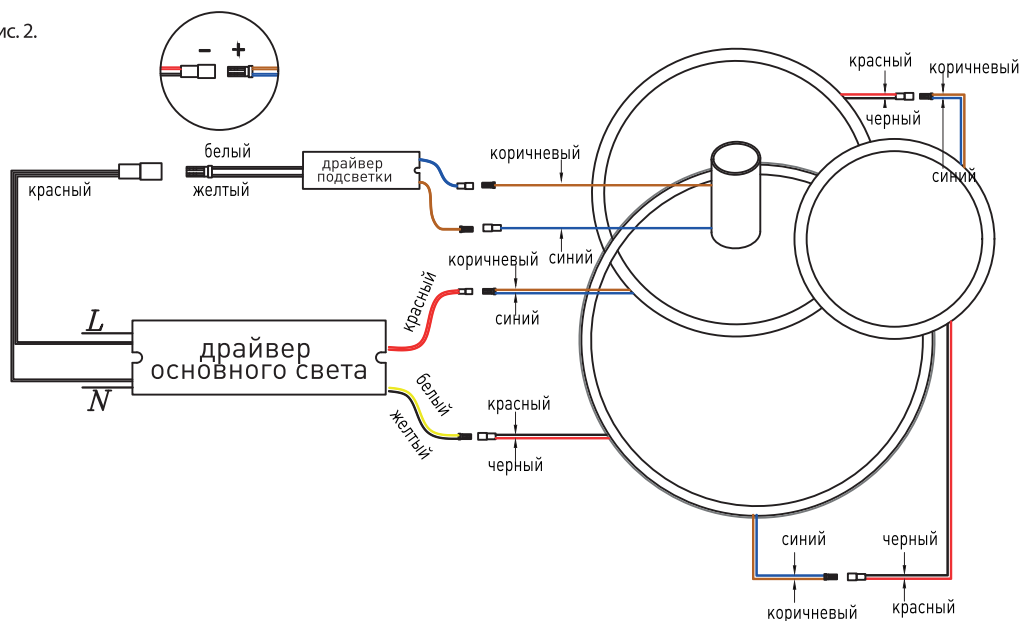 ис. 2.
− +
красный
коричневый
черный
синий
белый
красный
желтый
драйвер
подсветки
коричневый
синий
коричневый
синий
красный
L
драйвер
основного света
N
белый
желтый
красный
черный
синий
черный
коричневый
красный